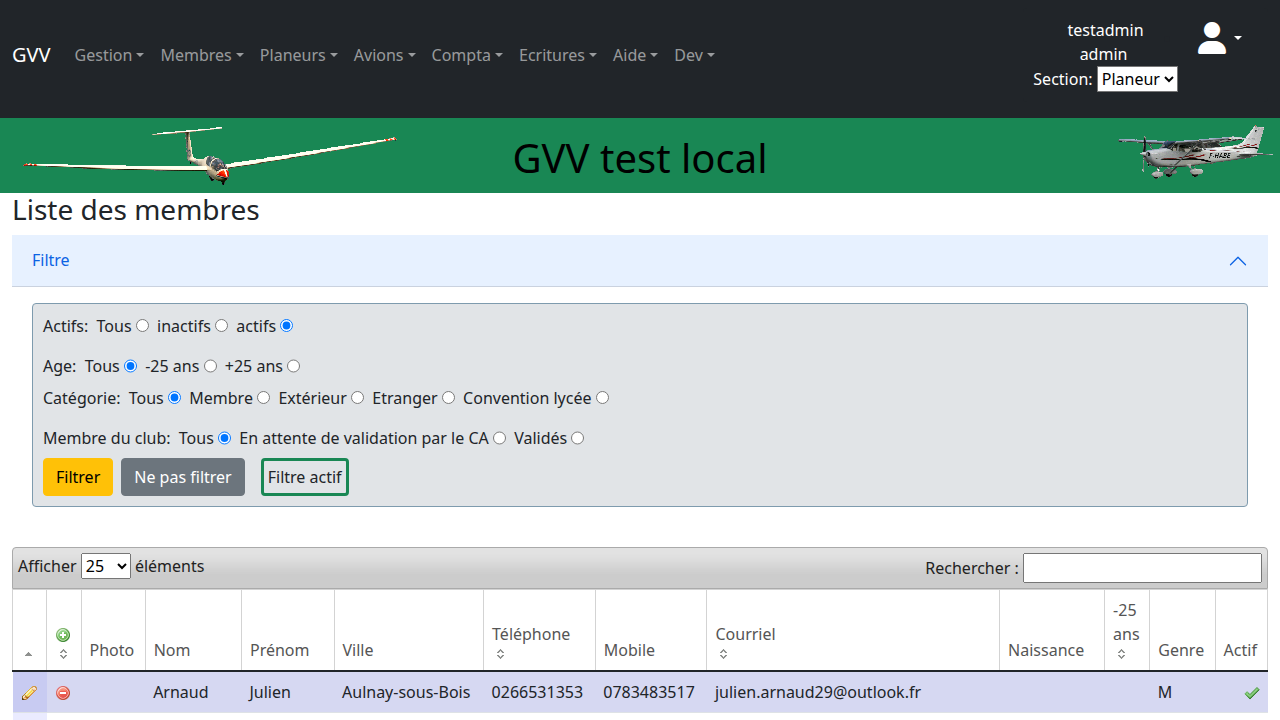 GVV Gestion Membres Planeurs Avions Compta Ecritures Aide Dev
testadmin
admin
Section: Planeur
GVV test local
F-HABE
Liste des membres
Filtre
Actifs: Tous inactifs actifs
Age: Tous -25 ans +25 ans
Catégorie: Tous Membre Extérieur Etranger Convention lycée
Membre du club: Tous En attente de validation par le CA Validés
Filtrer Ne pas filtrer Filtre actif
Afficher 25 éléments Rechercher :
Photo Nom Prénom Ville Téléphone Mobile Courriel Naissance -25 ans Genre Actif
Arnaud Julien Aulnay-sous-Bois 0266531353 0783483517 julien.arnaud29@outlook.fr M